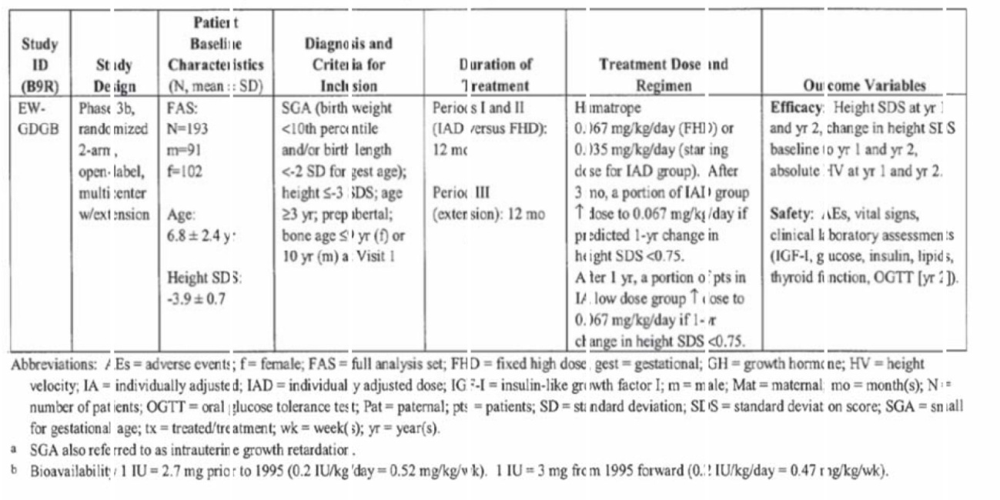 Study ID (B9R)
Study Design
Patient Baseline Characteristics (N, mean ± SD)
Diagnosis and Criteria for Inclusion
Duration of Treatment
Treatment Dose and Regimen
Outcome Variables
EW-
GDGB
Phase 3b,
randomized
2-arm,
open-label,
multicenter
w/extension
FAS:
N=193
m=91
f=102
Age:
6.8 ± 2.4 yr
Height SDS:
-3.9 ± 0.7
SGA (birth weight
<10th percentile
and/or birth length
<-2 SD for gest age);
height ≤-3 SDS; age
≥3 yr; prepubertal;
bone age ≤9 yr (f) or
10 yr (m) at Visit 1
Periods I and II
(IAD versus FHD):
12 mo
Period III
(extension): 12 mo
Humatrope
0.067 mg/kg/day (FHD) or
0.035 mg/kg/day (starting
dose for IAD group). After
3 mo, a portion of IAD group
↑ dose to 0.067 mg/kg/day if
predicted 1-yr change in
height SDS <0.75.
After 1 yr, a portion of pts in
IA low dose group ↑ dose to
0.067 mg/kg/day if 1-yr
change in height SDS <0.75.
Efficacy: Height SDS at yr 1
and yr 2, change in height SDS
baseline to yr 1 and yr 2,
absolute HV at yr 1 and yr 2.
Safety: AEs, vital signs,
clinical laboratory assessments
(IGF-I, glucose, insulin, lipids,
thyroid function, OGTT [yr 2]).
Abbreviations: AEs = adverse events; f = female; FAS = full analysis set; FHD = fixed high dose; gest = gestational; GH = growth hormone; HV = height
velocity; IA = individually adjusted; IAD = individually adjusted dose; IGF-I = insulin-like growth factor I; m = male; Mat = maternal; mo = month(s); N =
number of patients; OGTT = oral glucose tolerance test; Pat = paternal; pts = patients; SD = standard deviation; SDS = standard deviation score; SGA = small
for gestational age; tx = treated/treatment; wk = week(s); yr = year(s).
a SGA also referred to as intrauterine growth retardation.
b Bioavailability 1 IU = 2.7 mg prior to 1995 (0.2 IU/kg/day = 0.52 mg/kg/wk). 1 IU = 3 mg from 1995 forward (0.2 IU/kg/day = 0.47 mg/kg/wk).